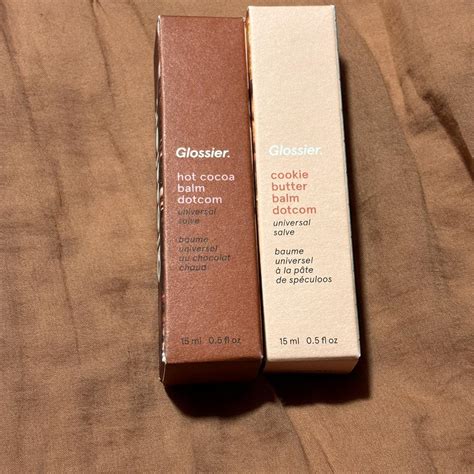 Glossier.
hot cocoa
balm
dotcom
universal
salve
baume
universel
au chocolat
chaud
15 ml 0.5 fl oz
Glossier.
cookie
butter
balm
dotcom
universal
salve
baume
universel
à la pâte
de spéculoos
15 ml 0.5 fl oz